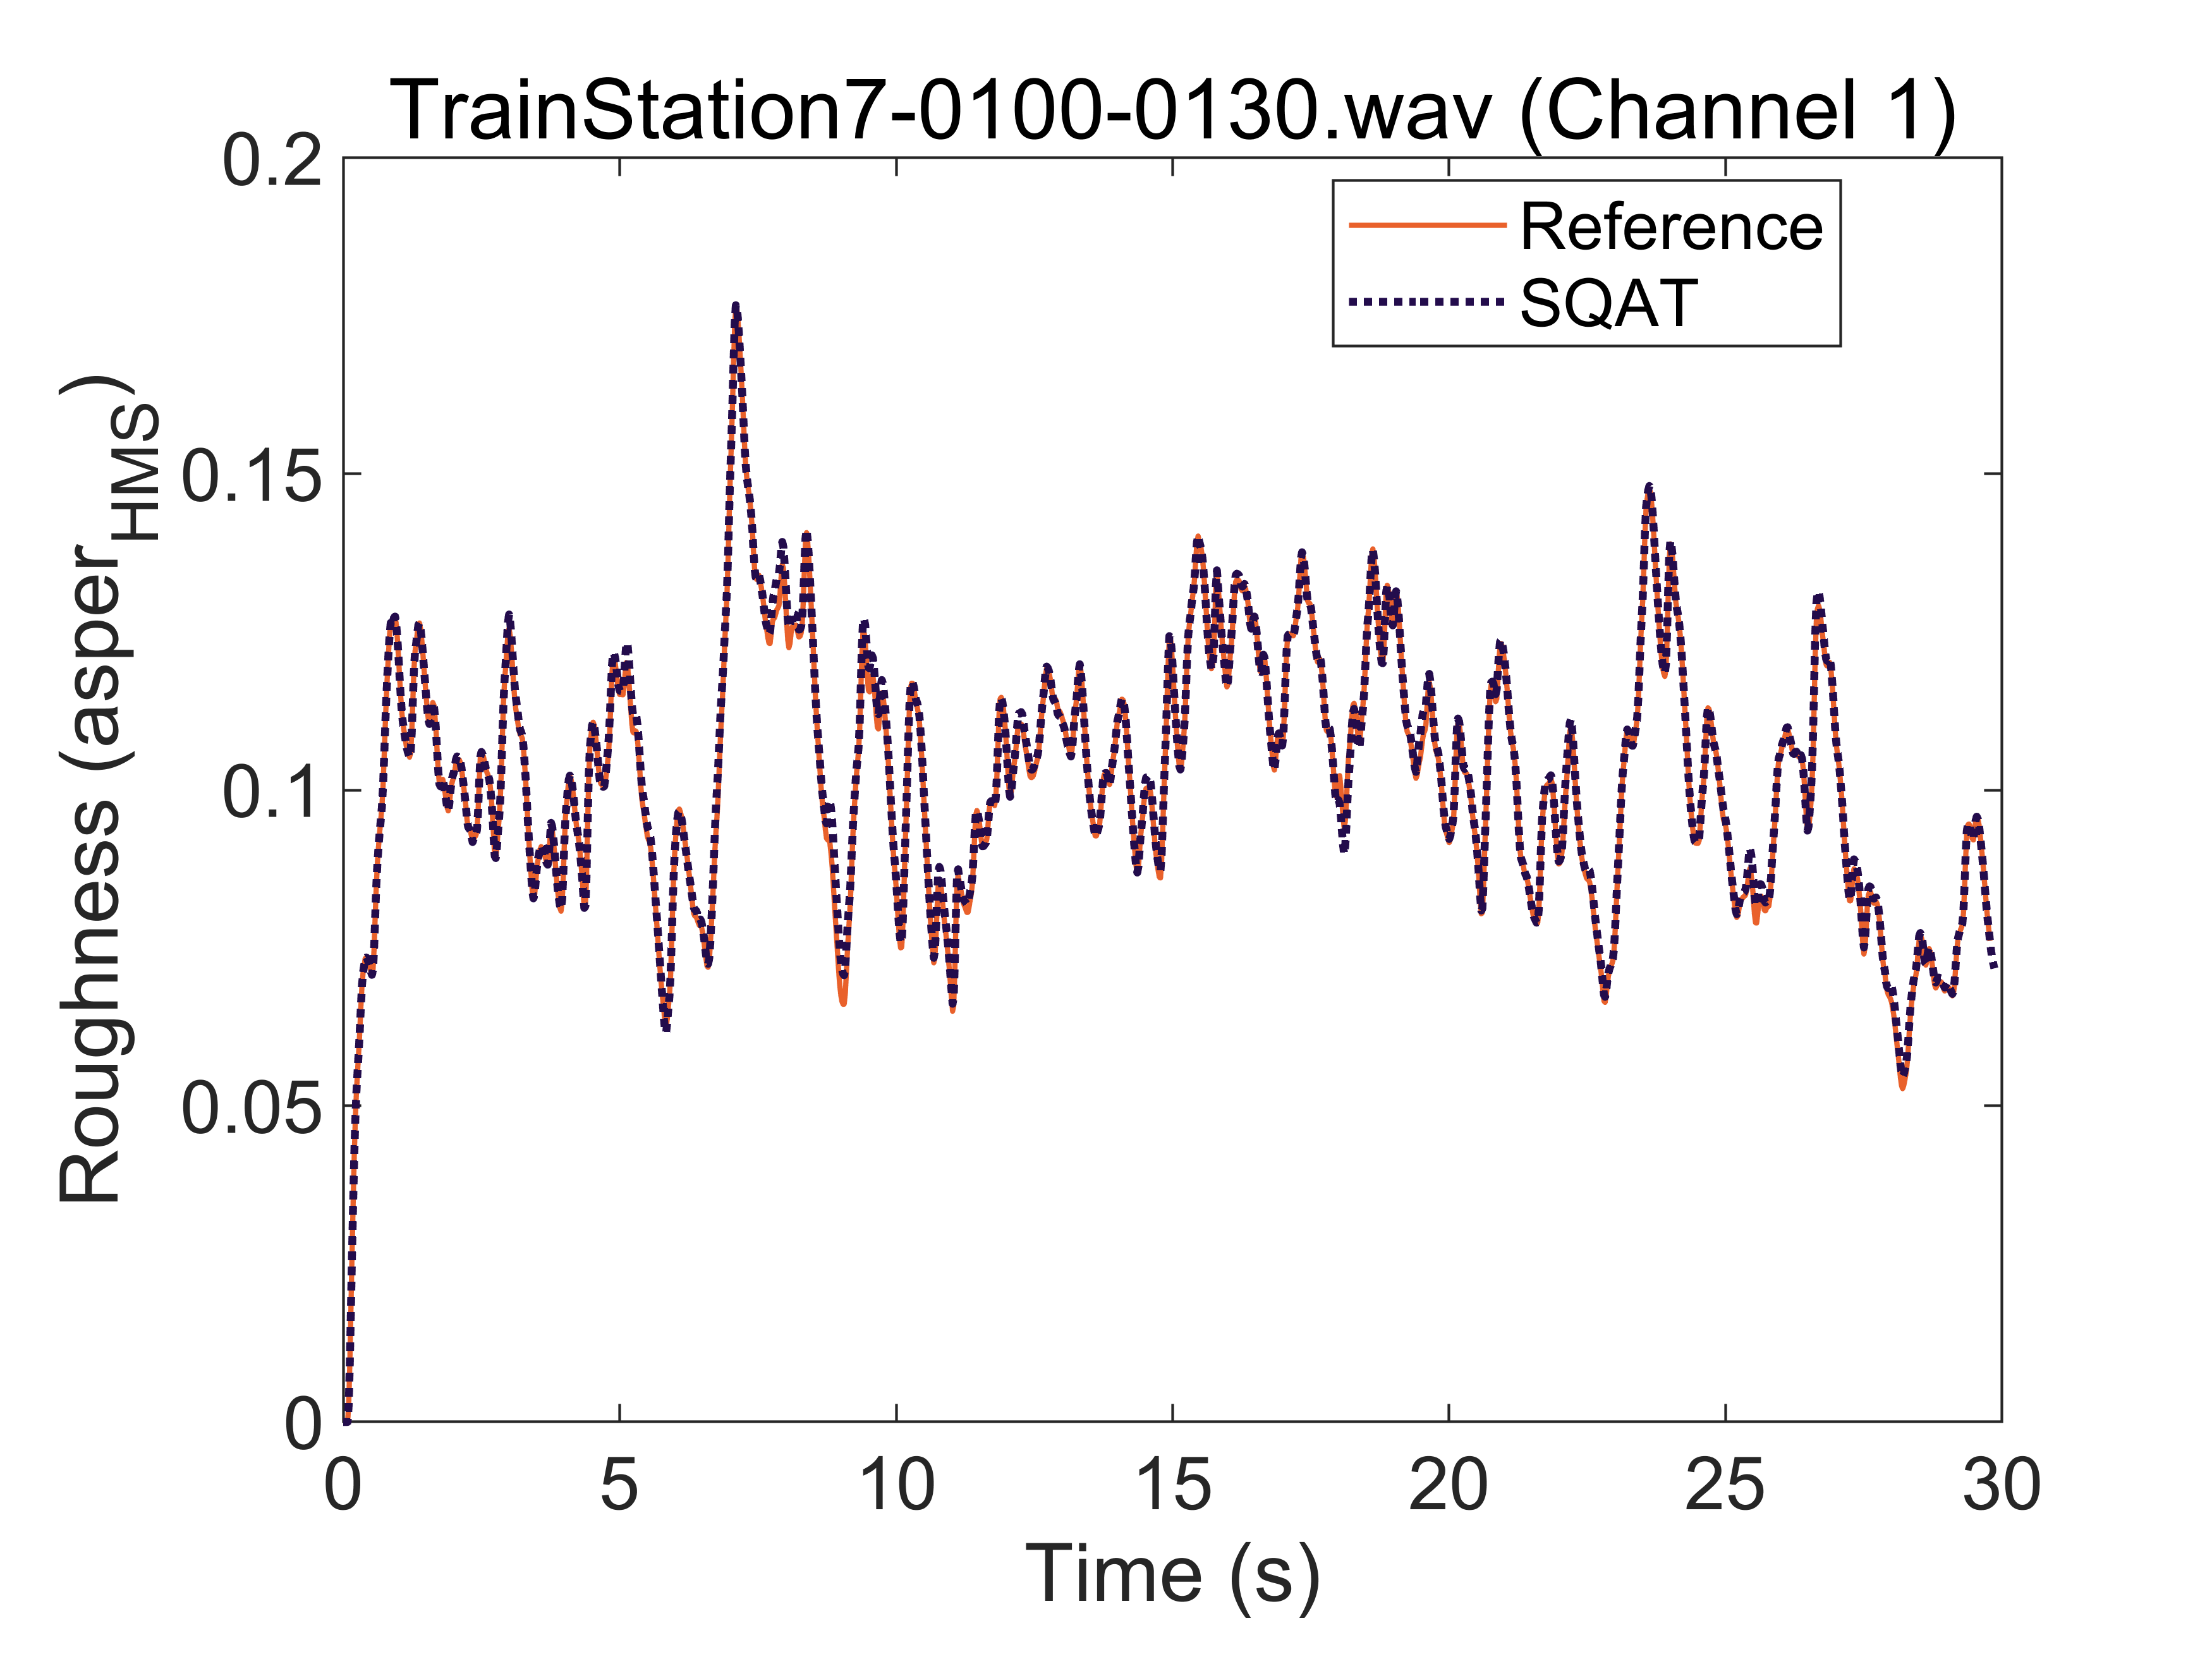 TrainStation7-0100-0130.wav (Channel 1)
Reference
SQAT
Roughness (asper_HMS)
0.2
0.15
0.1
0.05
0
0
5
10
15
20
25
30
Time (s)